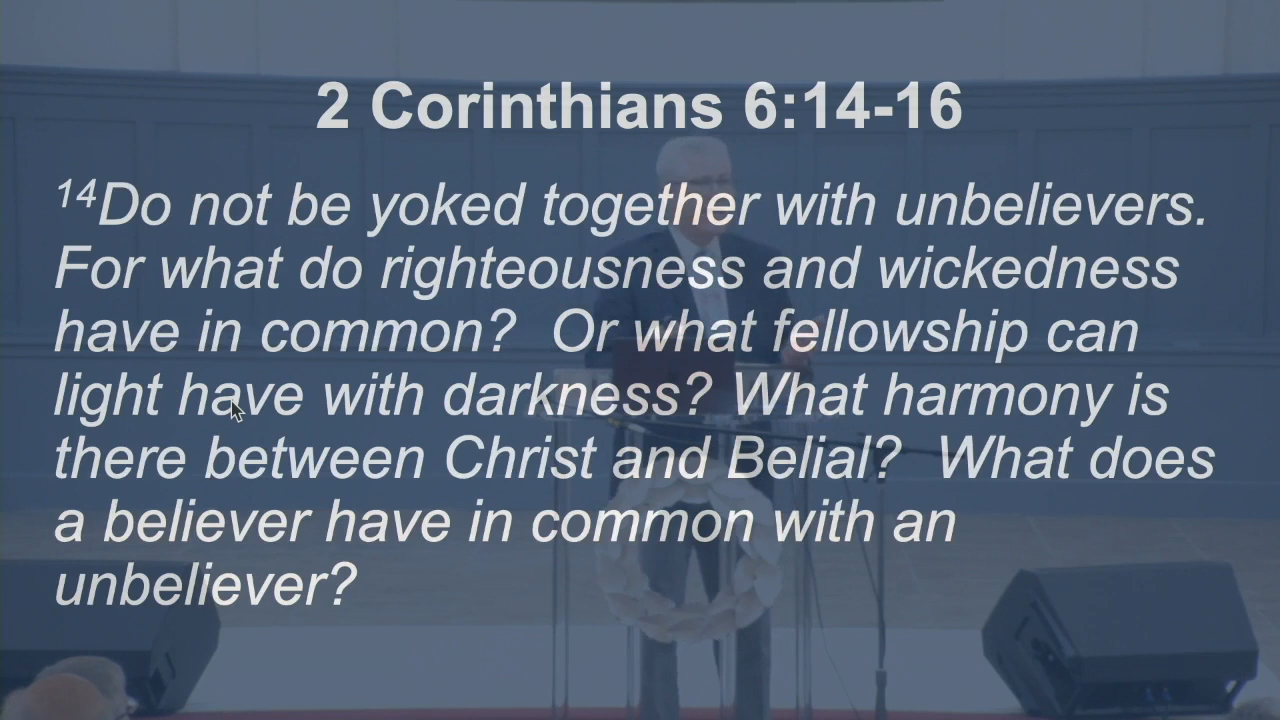 2 Corinthians 6:14-16
¹⁴Do not be yoked together with unbelievers.
For what do righteousness and wickedness
have in common?  Or what fellowship can
light have with darkness? What harmony is
there between Christ and Belial?  What does
a believer have in common with an
unbeliever?